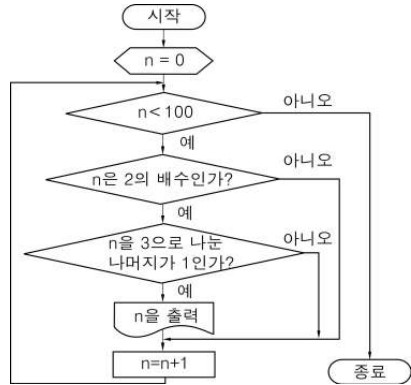 시작
n = 0
n<100
아니오
예
n은 2의 배수인가?
아니오
예
n을 3으로 나눈
나머지가 1인가?
아니오
예
n을 출력
n=n+1
종료